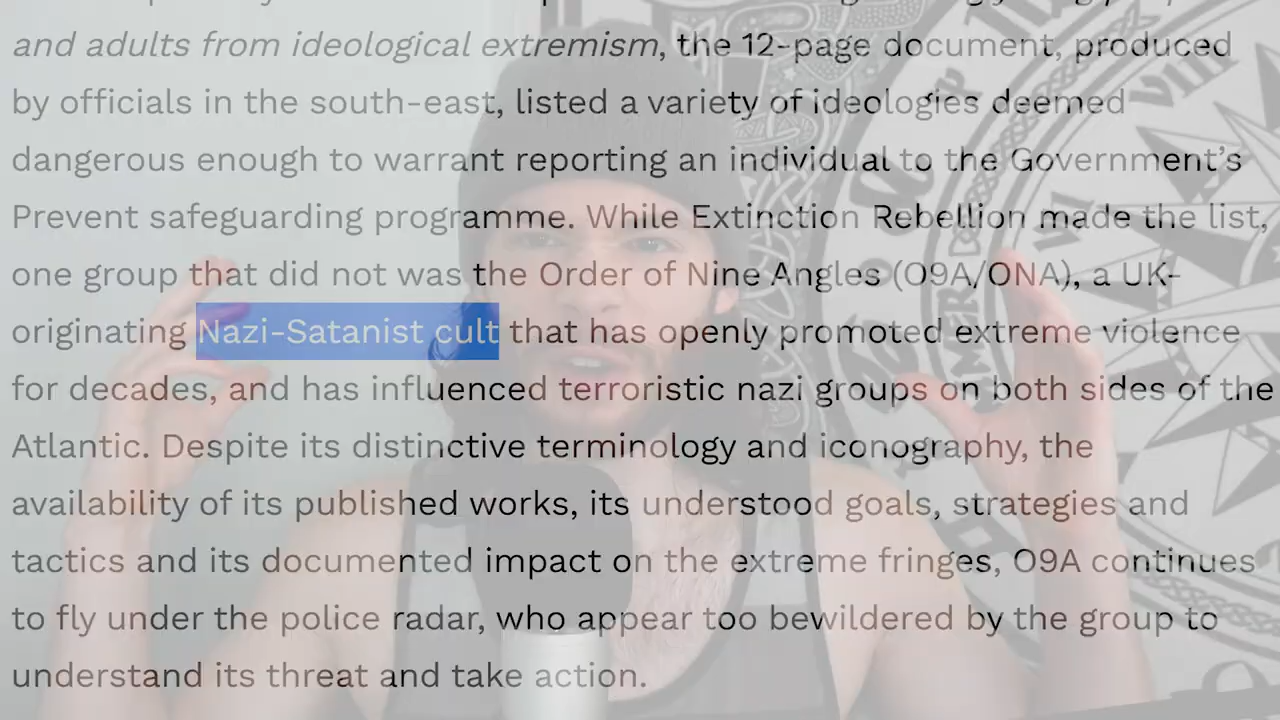 and adults from ideological extremism, the 12-page document, produced
by officials in the south-east, listed a variety of ideologies deemed
dangerous enough to warrant reporting an individual to the Government’s
Prevent safeguarding programme. While Extinction Rebellion made the list,
one group that did not was the Order of Nine Angles (O9A/ONA), a UK-
originating Nazi-Satanist cult that has openly promoted extreme violence
for decades, and has influenced terroristic nazi groups on both sides of the
Atlantic. Despite its distinctive terminology and iconography, the
availability of its published works, its understood goals, strategies and
tactics and its documented impact on the extreme fringes, O9A continues
to fly under the police radar, who appear too bewildered by the group to
understand its threat and take action.
VIII
VII
VI